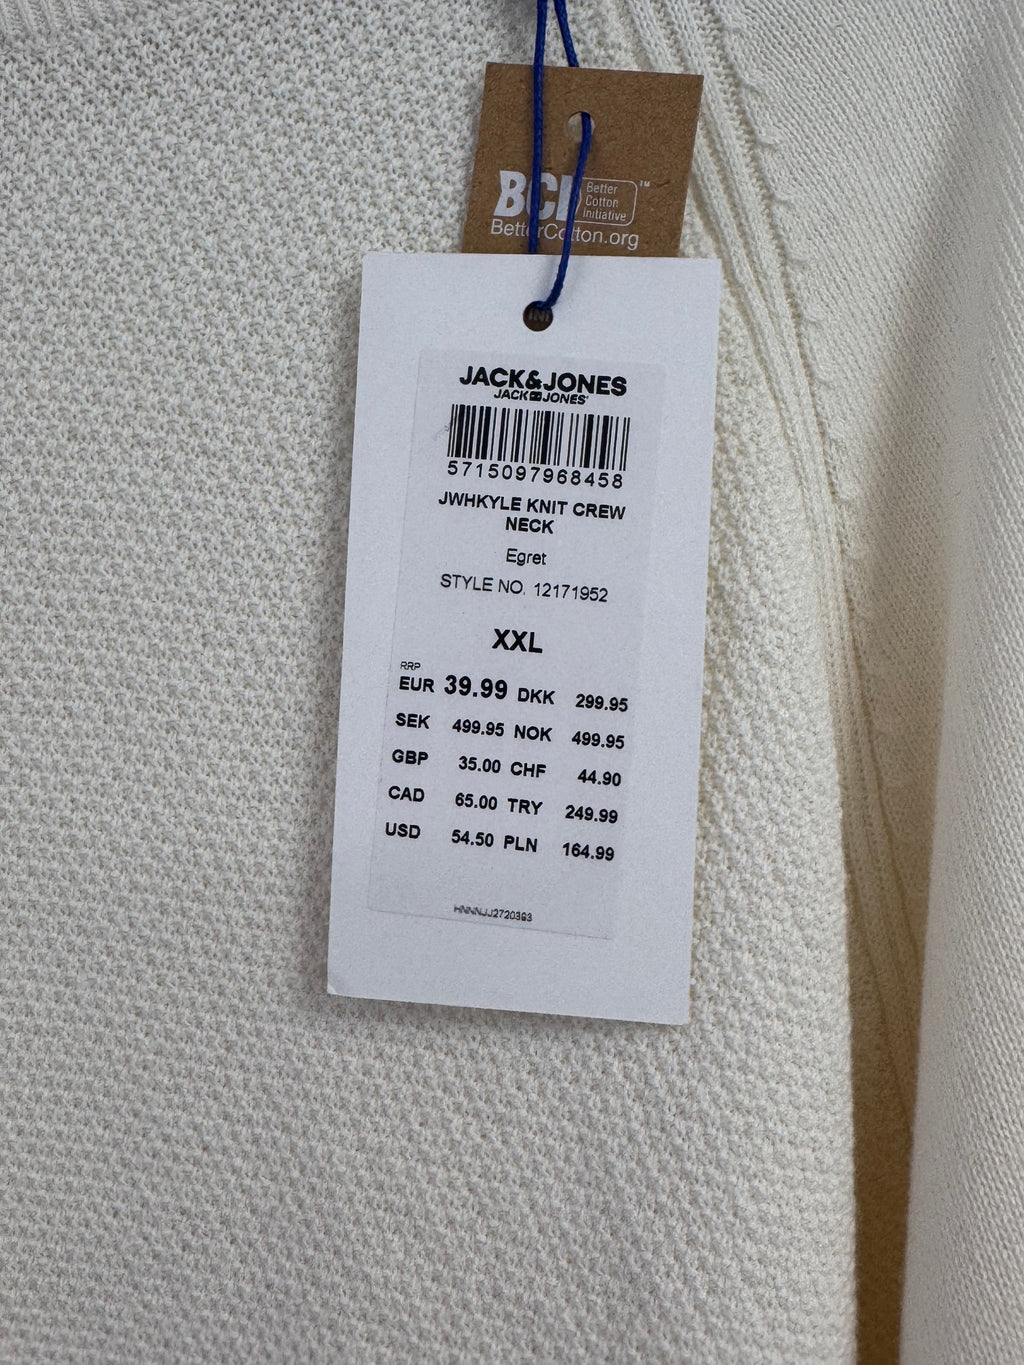 BCI Better
Cotton
Initiative ™
BetterCotton.org
JACK&JONES
JACK JONES
5715097968458
JWHKYLE KNIT CREW
NECK
Egret
STYLE NO. 12171952
XXL
RRP
EUR 39.99 DKK 299.95
SEK 499.95 NOK 499.95
GBP 35.00 CHF 44.90
CAD 65.00 TRY 249.99
USD 54.50 PLN 164.99